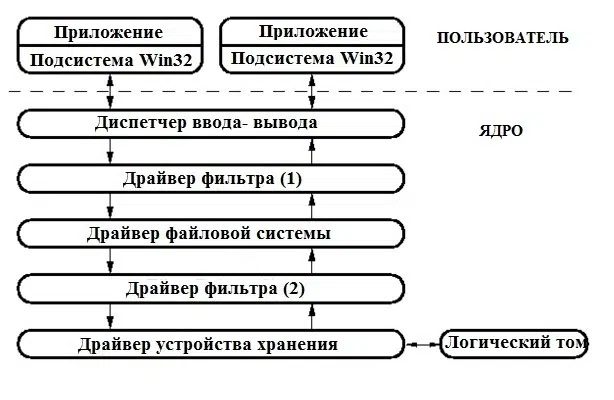 Приложение
Приложение
ПОЛЬЗОВАТЕЛЬ
Подсистема Win32
Подсистема Win32
Диспетчер ввода- вывода
ЯДРО
Драйвер фильтра (1)
Драйвер файловой системы
Драйвер фильтра (2)
Драйвер устройства хранения
Логический том